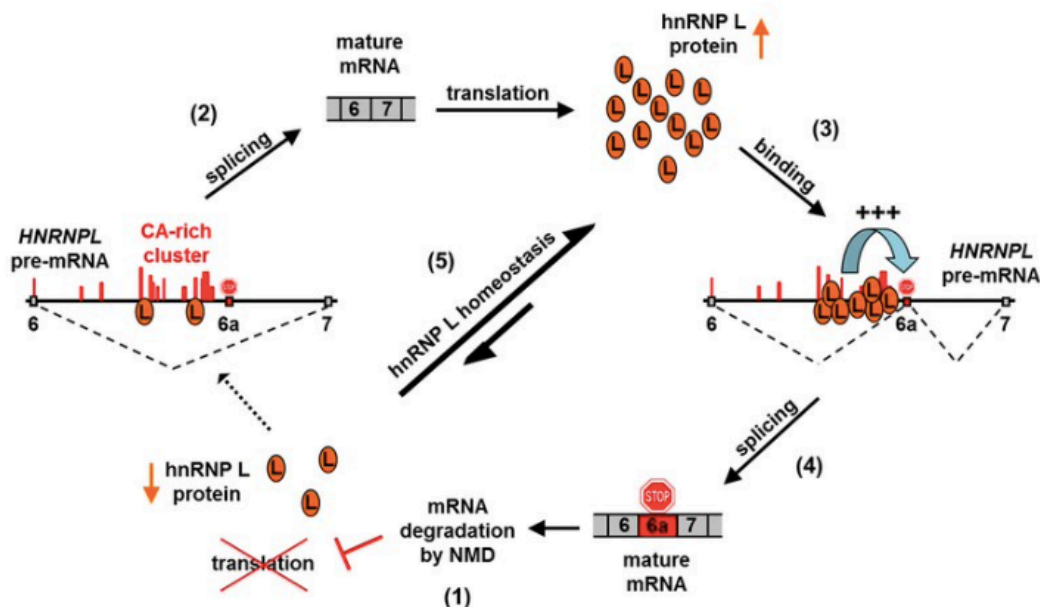 hnRNP L
protein
mature
mRNA
6 7
translation
(2)
splicing
(3)
binding
L L L L L L L L L L L L L
HNRNPL
pre-mRNA
CA-rich
cluster
STOP
L L
6 6a 7
(5)
hnRNP L homeostasis
+++
HNRNPL
pre-mRNA
STOP
L L L L L L L L
6 6a 7
splicing
(4)
hnRNP L
protein
L L L
translation
mRNA
degradation
by NMD
(1)
STOP
6 6a 7
mature
mRNA